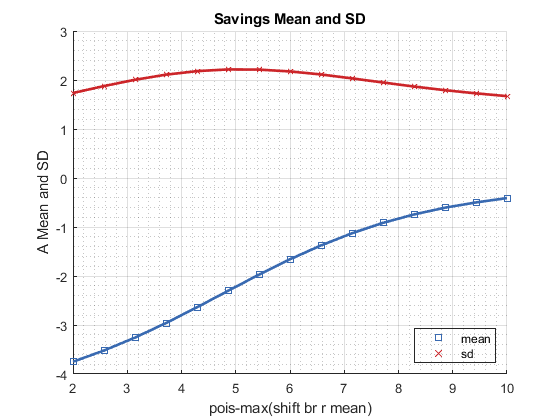 Savings Mean and SD
A Mean and SD
3
2
1
0
-1
-2
-3
-4
2 3 4 5 6 7 8 9 10
pois-max(shift br r mean)
mean
sd